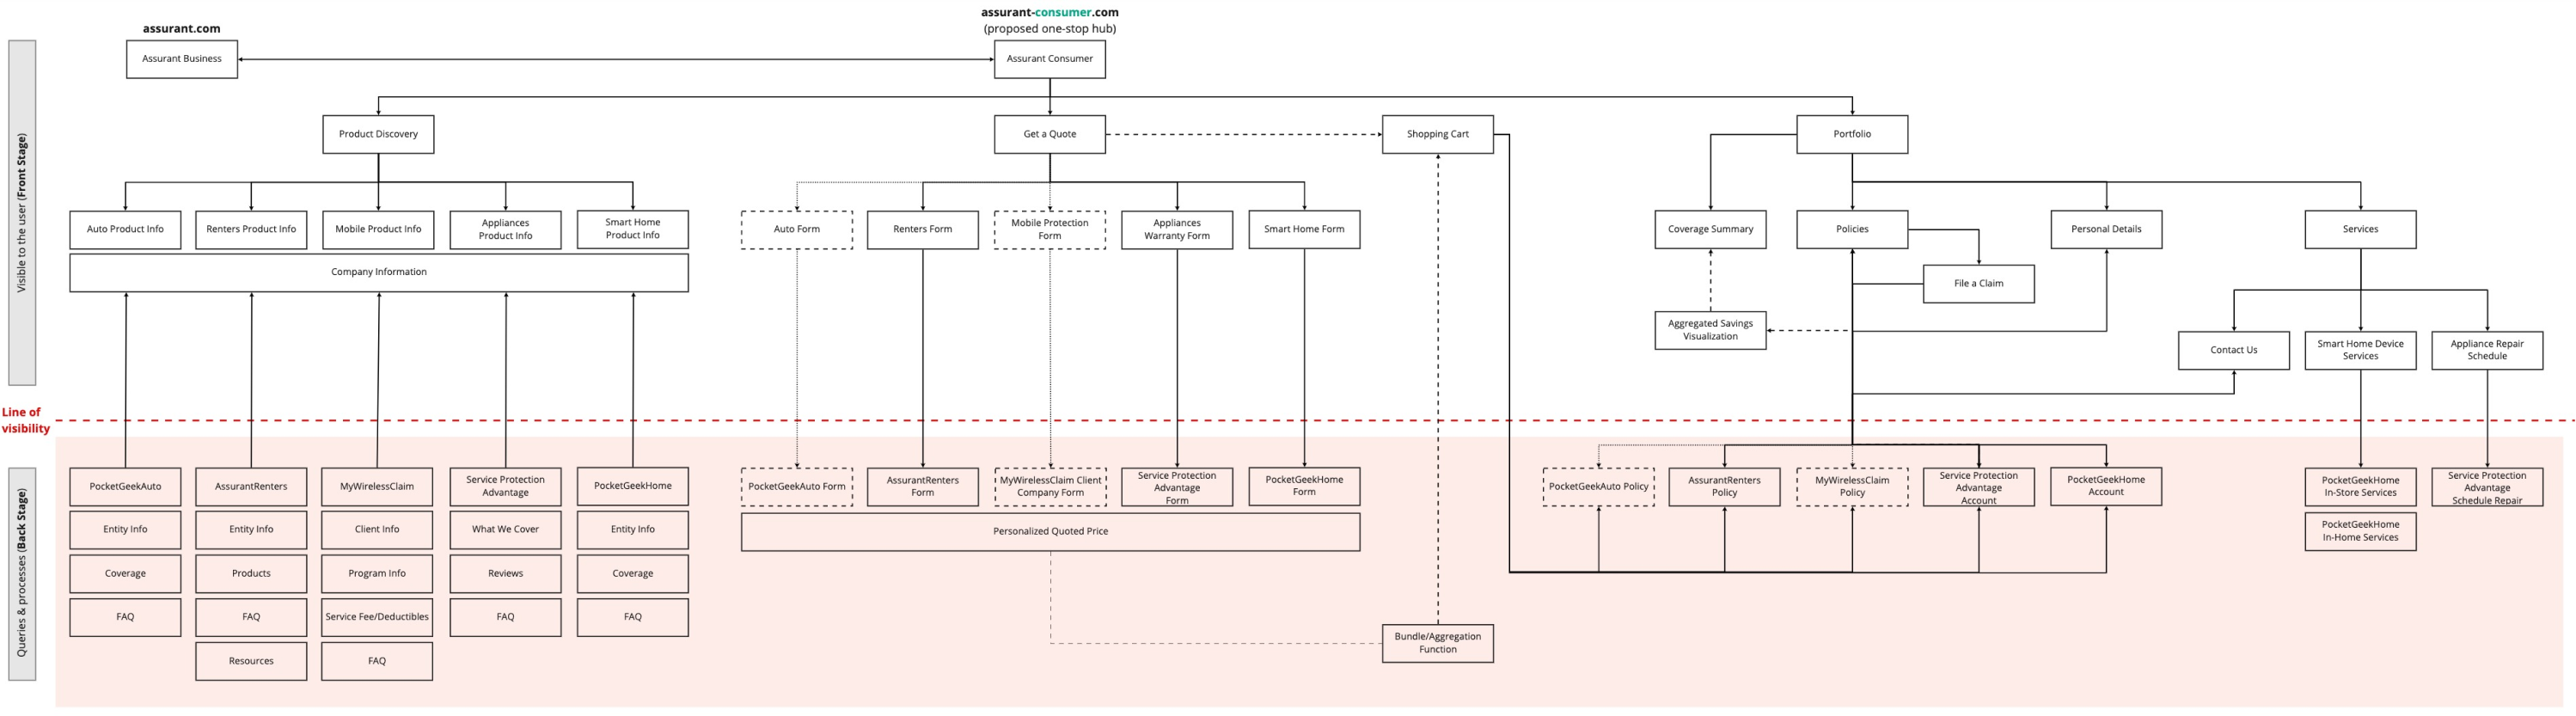 assurant.com
assurant-consumer.com
(proposed one-stop hub)
Assurant Business
Assurant Consumer
Visible to the user (Front Stage)
Product Discovery
Get a Quote
Shopping Cart
Portfolio
Auto Product Info
Renters Product Info
Mobile Product Info
Appliances
Product Info
Smart Home
Product Info
Auto Form
Renters Form
Mobile Protection
Form
Appliances
Warranty Form
Smart Home Form
Coverage Summary
Policies
Personal Details
Services
Company Information
File a Claim
Aggregated Savings
Visualization
Contact Us
Smart Home Device
Services
Appliance Repair
Schedule
Line of
visibility
Queries & processes (Back Stage)
PocketGeekAuto
AssurantRenters
MyWirelessClaim
Service Protection
Advantage
PocketGeekHome
PocketGeekAuto Form
AssurantRenters
Form
MyWirelessClaim Client
Company Form
Service Protection
Advantage
Form
PocketGeekHome
Form
PocketGeekAuto Policy
AssurantRenters
Policy
MyWirelessClaim
Policy
Service Protection
Advantage
Account
PocketGeekHome
Account
PocketGeekHome
In-Store Services
Service Protection
Advantage
Schedule Repair
Entity Info
Entity Info
Client Info
What We Cover
Entity Info
Personalized Quoted Price
PocketGeekHome
In-Home Services
Coverage
Products
Program Info
Reviews
Coverage
FAQ
FAQ
Service Fee/Deductibles
FAQ
FAQ
Bundle/Aggregation
Function
Resources
FAQ